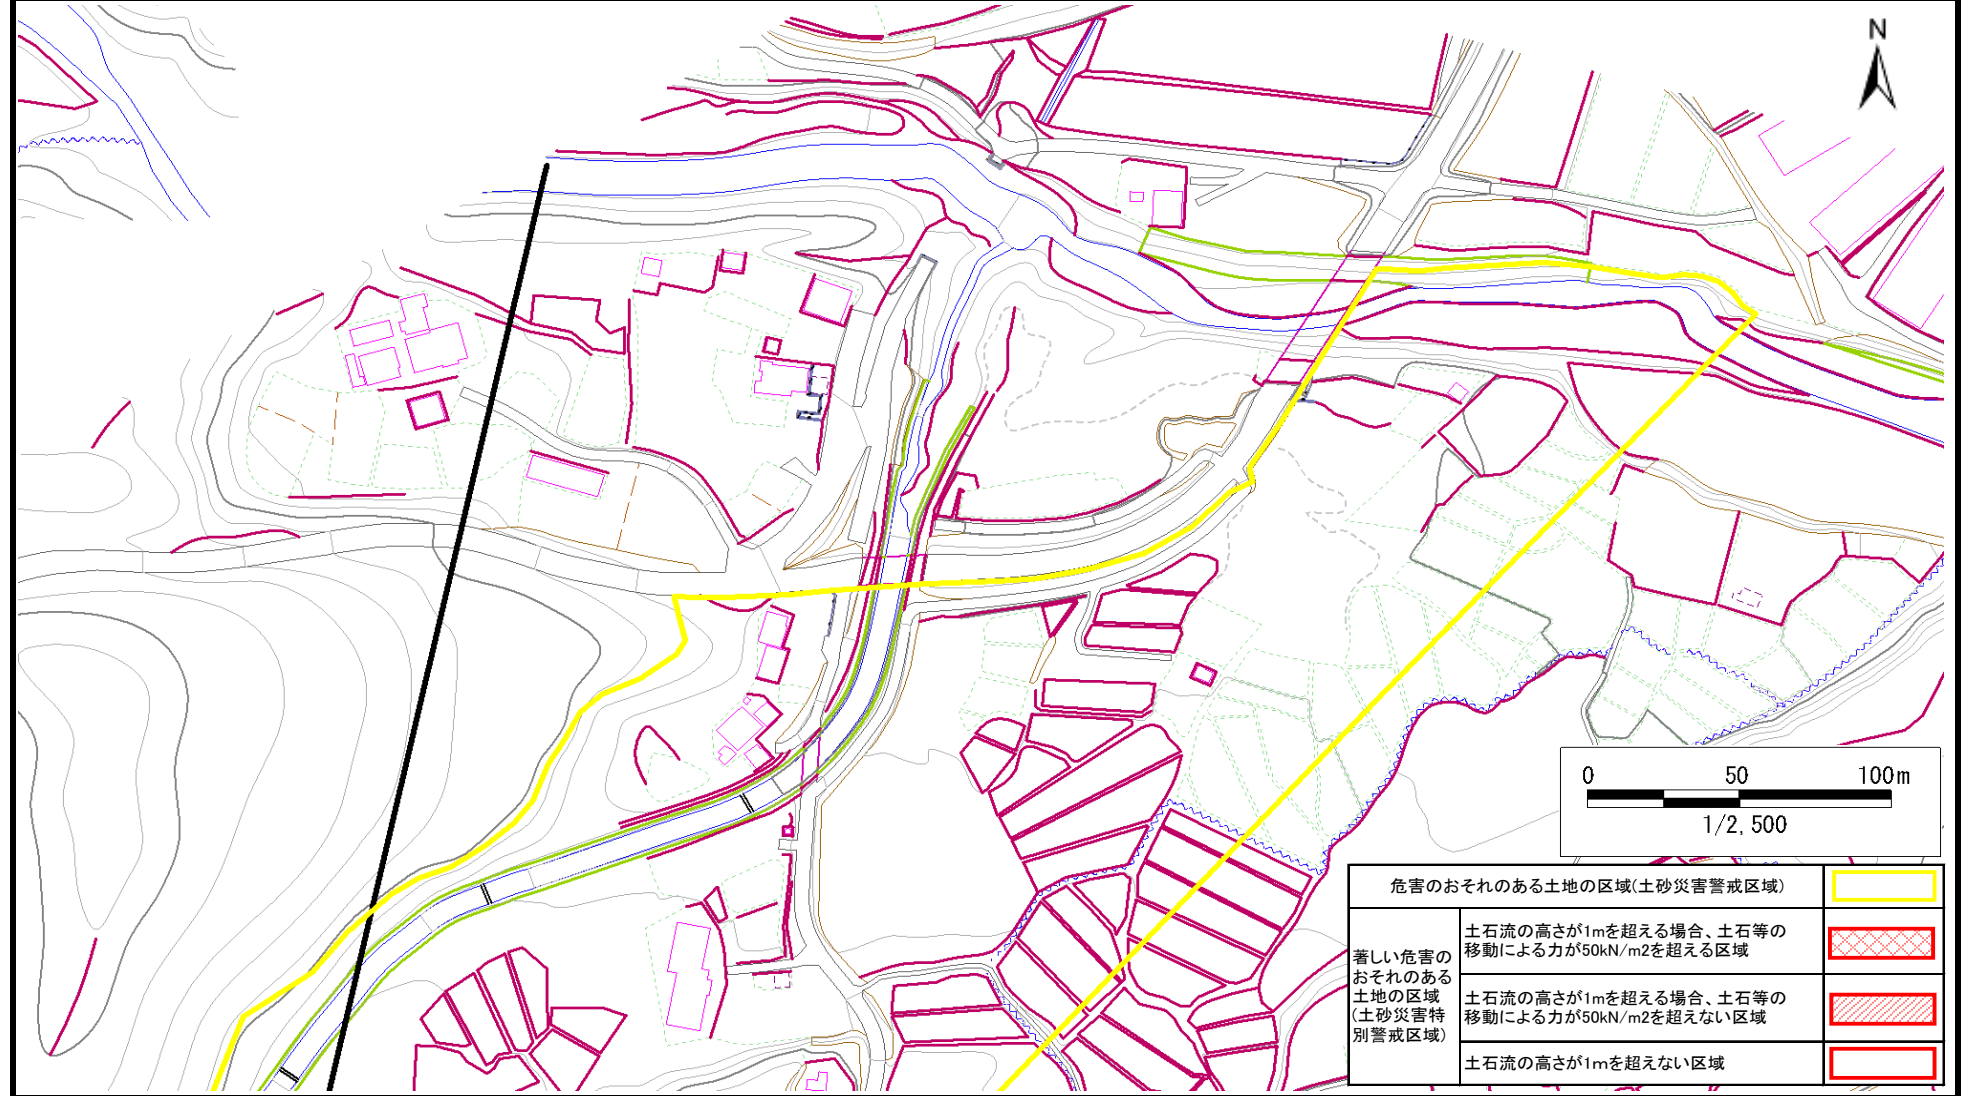 N
0 50 100m
1/2,500
危害のおそれのある土地の区域(土砂災害警戒区域)
著しい危害の
おそれのある
土地の区域
(土砂災害特
別警戒区域)
土石流の高さが1mを超える場合、土石等の
移動による力が50kN/m2を超える区域
土石流の高さが1mを超える場合、土石等の
移動による力が50kN/m2を超えない区域
土石流の高さが1mを超えない区域